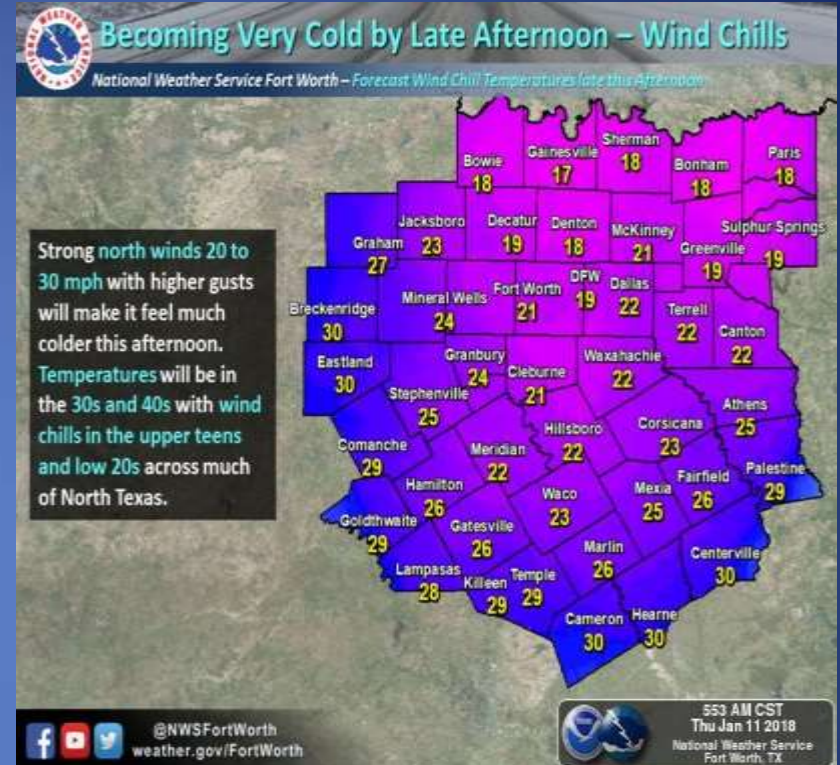 Becoming Very Cold by Late Afternoon – Wind Chills
National Weather Service Fort Worth – Forecast Wind Chill Temperatures late this Afternoon
NATIONAL WEATHER SERVICE
Strong north winds 20 to
30 mph with higher gusts
will make it feel much
colder this afternoon.
Temperatures will be in
the 30s and 40s with wind
chills in the upper teens
and low 20s across much
of North Texas.
Bowie
18
Gainesville
17
Sherman
18
Bonham
18
Paris
18
Graham
27
Jacksboro
23
Decatur
19
Denton
18
McKinney
21
Greenville
19
Sulphur Springs
19
Breckenridge
30
Mineral Wells
24
Fort Worth
21
DFW
19
Dallas
22
Terrell
22
Canton
22
Eastland
30
Stephenville
25
Granbury
24
Cleburne
21
Waxahachie
22
Athens
25
Comanche
29
Meridian
22
Hillsboro
22
Corsicana
23
Palestine
29
Goldthwaite
29
Hamilton
26
Gatesville
26
Waco
23
Mexia
25
Fairfield
26
Lampasas
28
Killeen
29
Temple
29
Marlin
26
Centerville
30
Cameron
30
Hearne
30
@NWSFortWorth
weather.gov/FortWorth
553 AM CST
Thu Jan 11 2018
National Weather Service
Fort Worth, TX